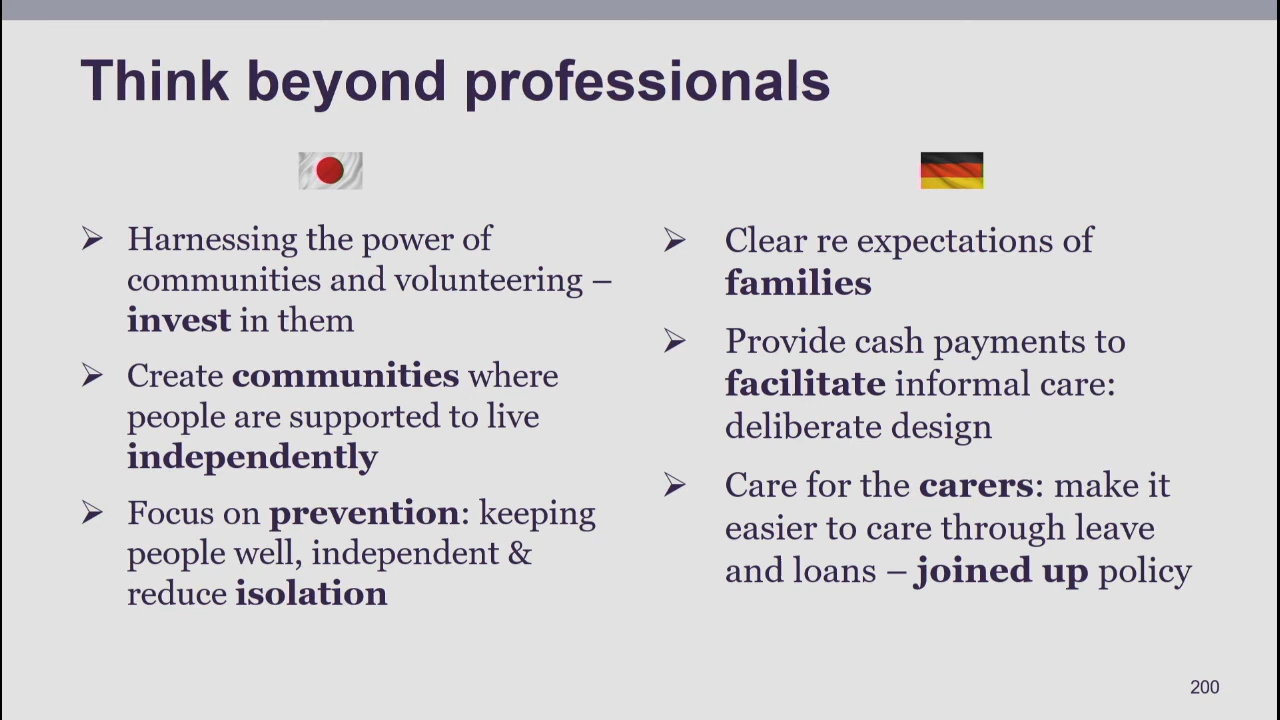 Think beyond professionals
Harnessing the power of
communities and volunteering –
invest in them
Create communities where
people are supported to live
independently
Focus on prevention: keeping
people well, independent &
reduce isolation
Clear re expectations of
families
Provide cash payments to
facilitate informal care:
deliberate design
Care for the carers: make it
easier to care through leave
and loans – joined up policy
200